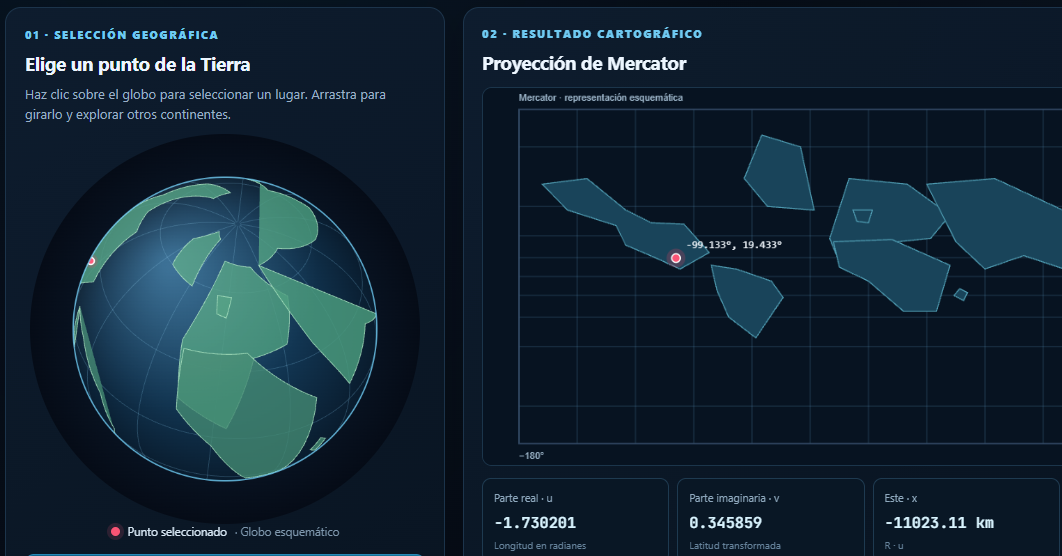 01 · SELECCIÓN GEOGRÁFICA
Elige un punto de la Tierra
Haz clic sobre el globo para seleccionar un lugar. Arrastra para
girarlo y explorar otros continentes.
Punto seleccionado · Globo esquemático
02 · RESULTADO CARTOGRÁFICO
Proyección de Mercator
Mercator · representación esquemática
-99.133°, 19.433°
−180°
Parte real · u
-1.730201
Longitud en radianes
Parte imaginaria · v
0.345859
Latitud transformada
Este · x
-11023.11 km
R · u